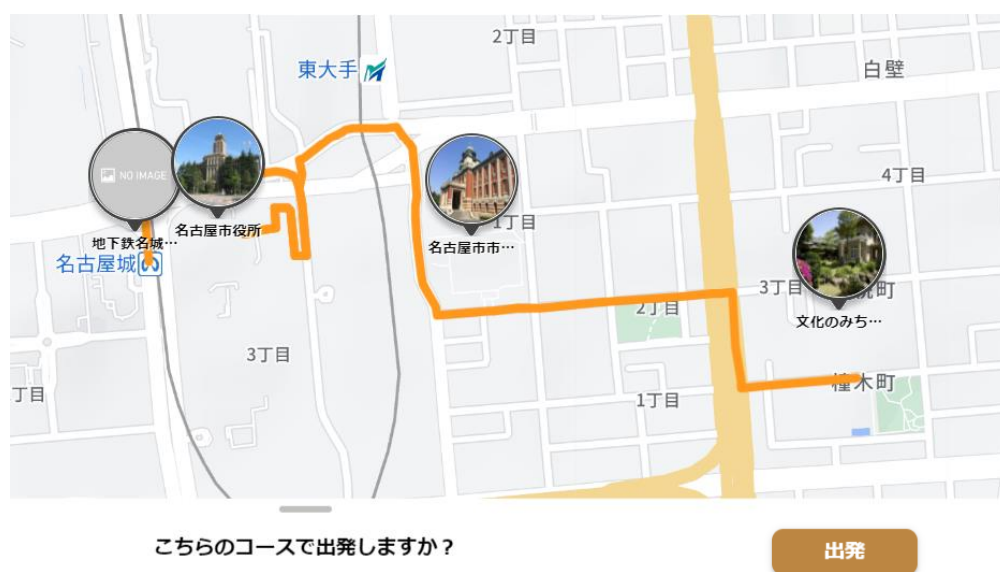 2丁目
東大手
白壁
NO IMAGE
4丁目
1丁目
名古屋市役所
地下鉄名城…
名古屋市市…
名古屋城
3丁目
2丁目
文化のみち…
3丁目
丁目
橦木町
1丁目
こちらのコースで出発しますか？
出発